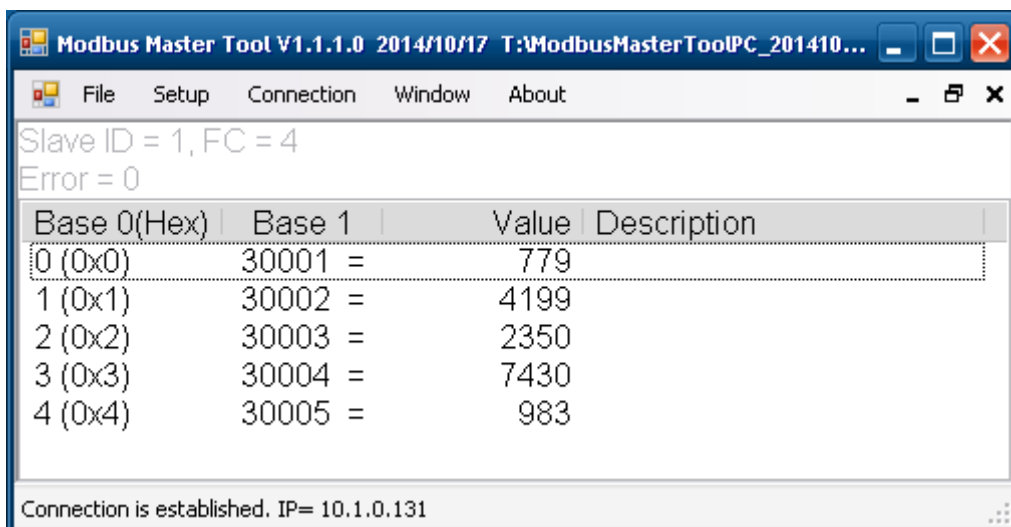 Modbus Master Tool V1.1.1.0 2014/10/17 T:\ModbusMasterToolPC_201410...
File Setup Connection Window About
Slave ID = 1, FC = 4
Error = 0
Base 0(Hex) Base 1 Value Description
0 (0x0) 30001 = 779
1 (0x1) 30002 = 4199
2 (0x2) 30003 = 2350
3 (0x3) 30004 = 7430
4 (0x4) 30005 = 983
Connection is established. IP= 10.1.0.131